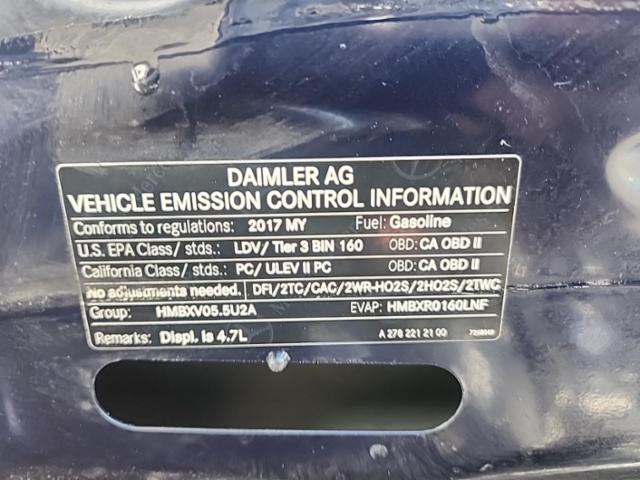 DAIMLER AG
VEHICLE EMISSION CONTROL INFORMATION
Conforms to regulations: 2017 MY Fuel: Gasoline
U.S. EPA Class/ stds.: LDV/ Tier 3 BIN 160 OBD: CA OBD II
California Class/ stds.: PC/ ULEV II PC OBD: CA OBD II
No adjustments needed. DFI/2TC/CAC/2WR-HO2S/2HO2S/2TWC
Group: HMBXV05.5U2A EVAP: HMBXR0160LNF
Remarks: Displ. is 4.7L A 278 221 21 00